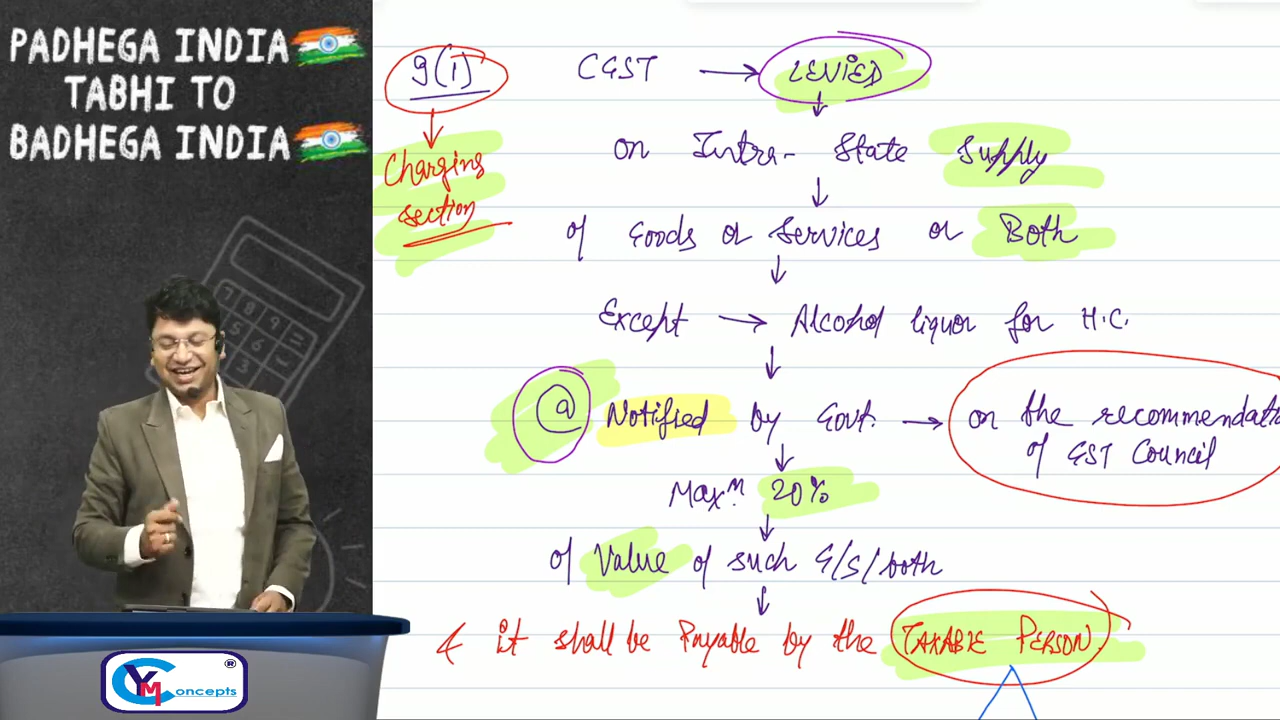 PADHEGA INDIA
TABHI TO
BADHEGA INDIA
9(1)
Charging
section
CGST → LEVIED
on Intra-State Supply
of Goods or Services or Both
Except → Alcohol liquor for H.C.
@ Notified by Govt. → on the recommendat
of GST Council
Maxm. 20%
of Value of such G/S/both
& it shall be Payable by the TAXABLE PERSON.
CYM Concepts ®